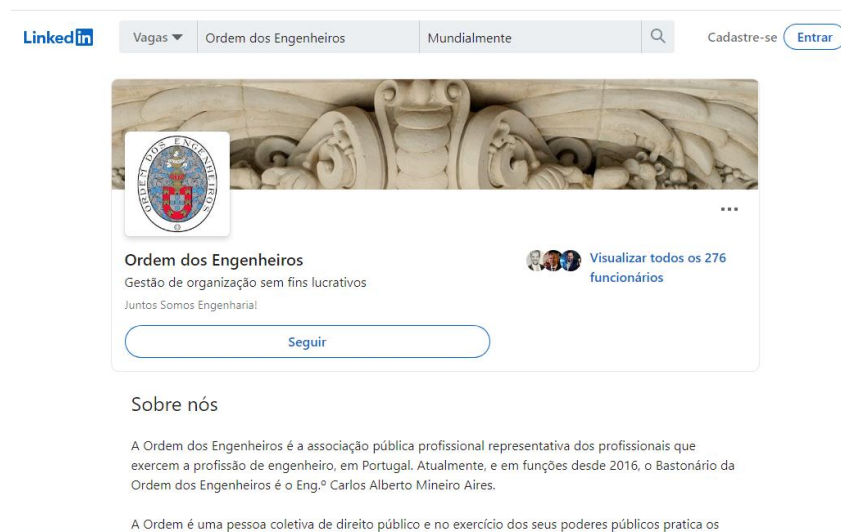 Linked in
Vagas Ordem dos Engenheiros Mundialmente Cadastre-se Entrar
ORDEM DOS ENGENHEIROS
Ordem dos Engenheiros
Gestão de organização sem fins lucrativos
Juntos Somos Engenharia!
Visualizar todos os 276
funcionários
Seguir
Sobre nós
A Ordem dos Engenheiros é a associação pública profissional representativa dos profissionais que
exercem a profissão de engenheiro, em Portugal. Atualmente, e em funções desde 2016, o Bastonário da
Ordem dos Engenheiros é o Eng.º Carlos Alberto Mineiro Aires.
A Ordem é uma pessoa coletiva de direito público e no exercício dos seus poderes públicos pratica os